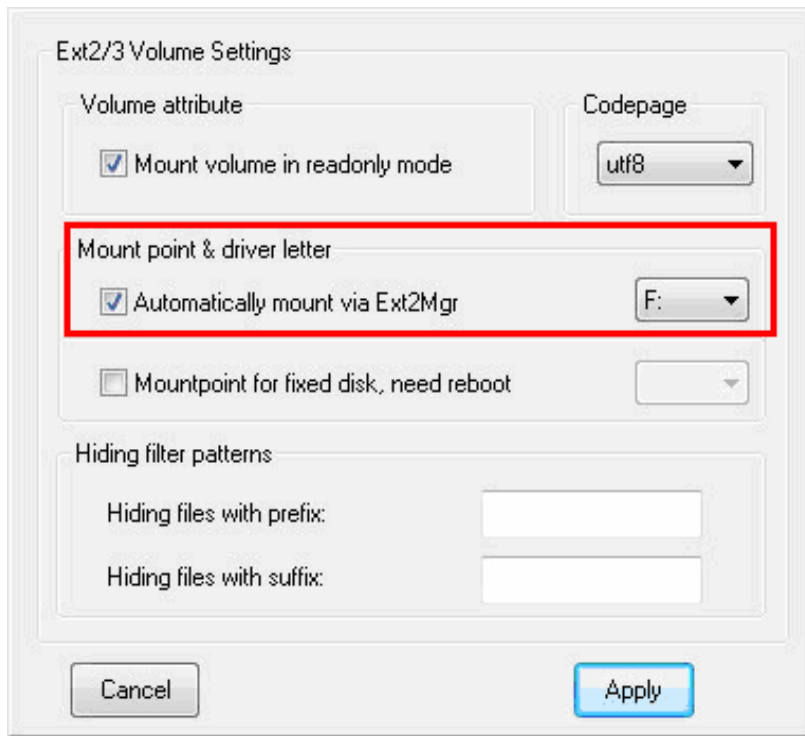 Ext2/3 Volume Settings
Volume attribute
Codepage
Mount volume in readonly mode
utf8
Mount point & driver letter
Automatically mount via Ext2Mgr
F:
Mountpoint for fixed disk, need reboot
Hiding filter patterns
Hiding files with prefix:
Hiding files with suffix:
Cancel
Apply